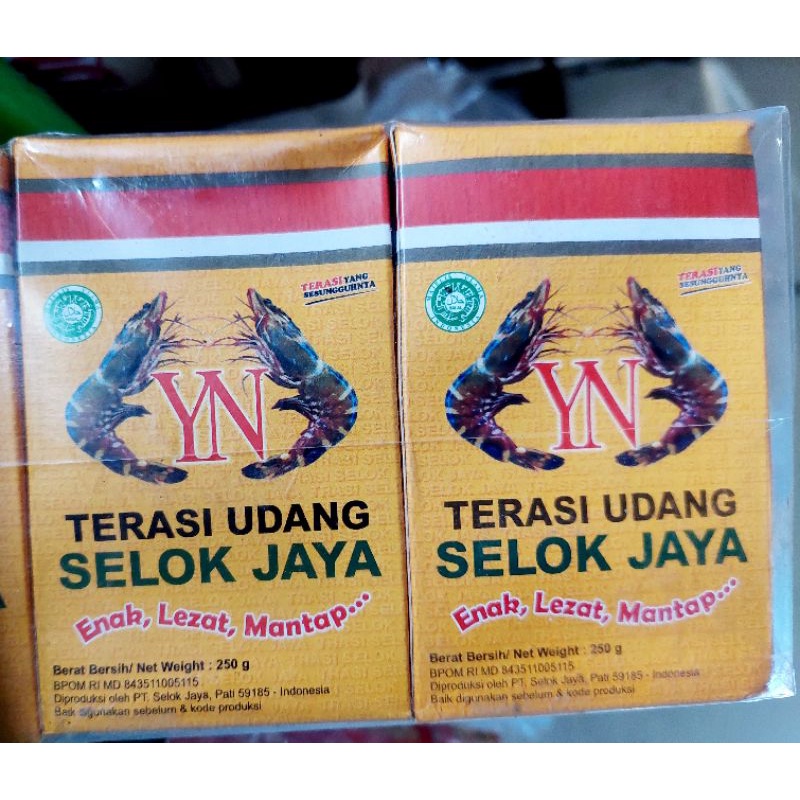 TERASI YANG
SESUNGGUHNYA
YN
TERASI UDANG
SELOK JAYA
Enak, Lezat, Mantap...
Berat Bersih/ Net Weight : 250 g
BPOM RI MD 843511005115
Diproduksi oleh PT. Selok Jaya, Pati 59185 - Indonesia
Baik digunakan sebelum & kode produksi
TERASI YANG
SESUNGGUHNYA
YN
TERASI UDANG
SELOK JAYA
Enak, Lezat, Mantap...
Berat Bersih/ Net Weight : 250 g
BPOM RI MD 843511005115
Diproduksi oleh PT. Selok Jaya, Pati 59185 - Indonesia
Baik digunakan sebelum & kode produksi